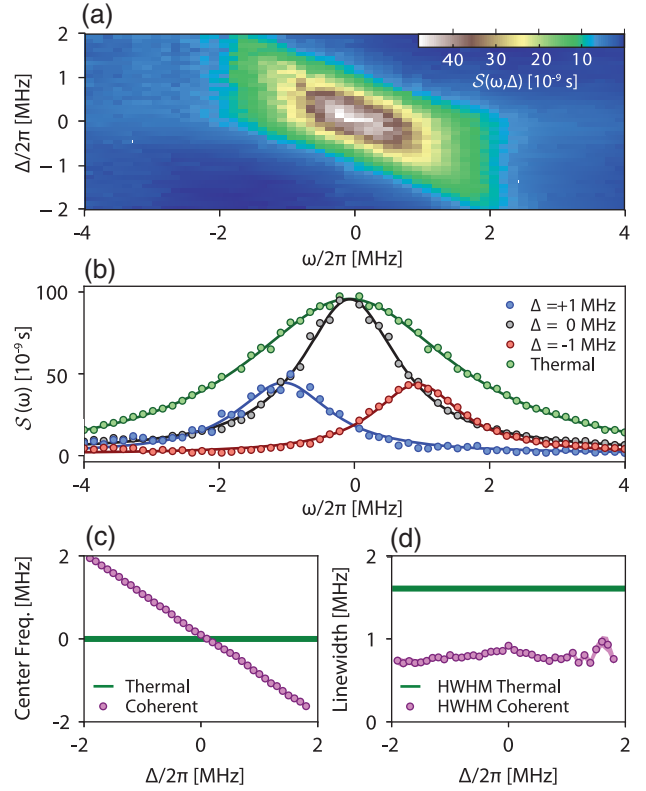 (a)
2
1
0
−1
−2
Δ/2π [MHz]
40 30 20 10
S(ω,Δ) [10⁻⁹ s]
-4 -2 0 2 4
ω/2π [MHz]
(b)
100
50
0
S(ω) [10⁻⁹ s]
Δ =+1 MHz
Δ = 0 MHz
Δ = -1 MHz
Thermal
-4 -2 0 2 4
ω/2π [MHz]
(c)
2
0
-2
Center Freq. [MHz]
Thermal
Coherent
-2 0 2
Δ/2π [MHz]
(d)
2
1
0
Linewidth [MHz]
HWHM Thermal
HWHM Coherent
-2 0 2
Δ/2π [MHz]